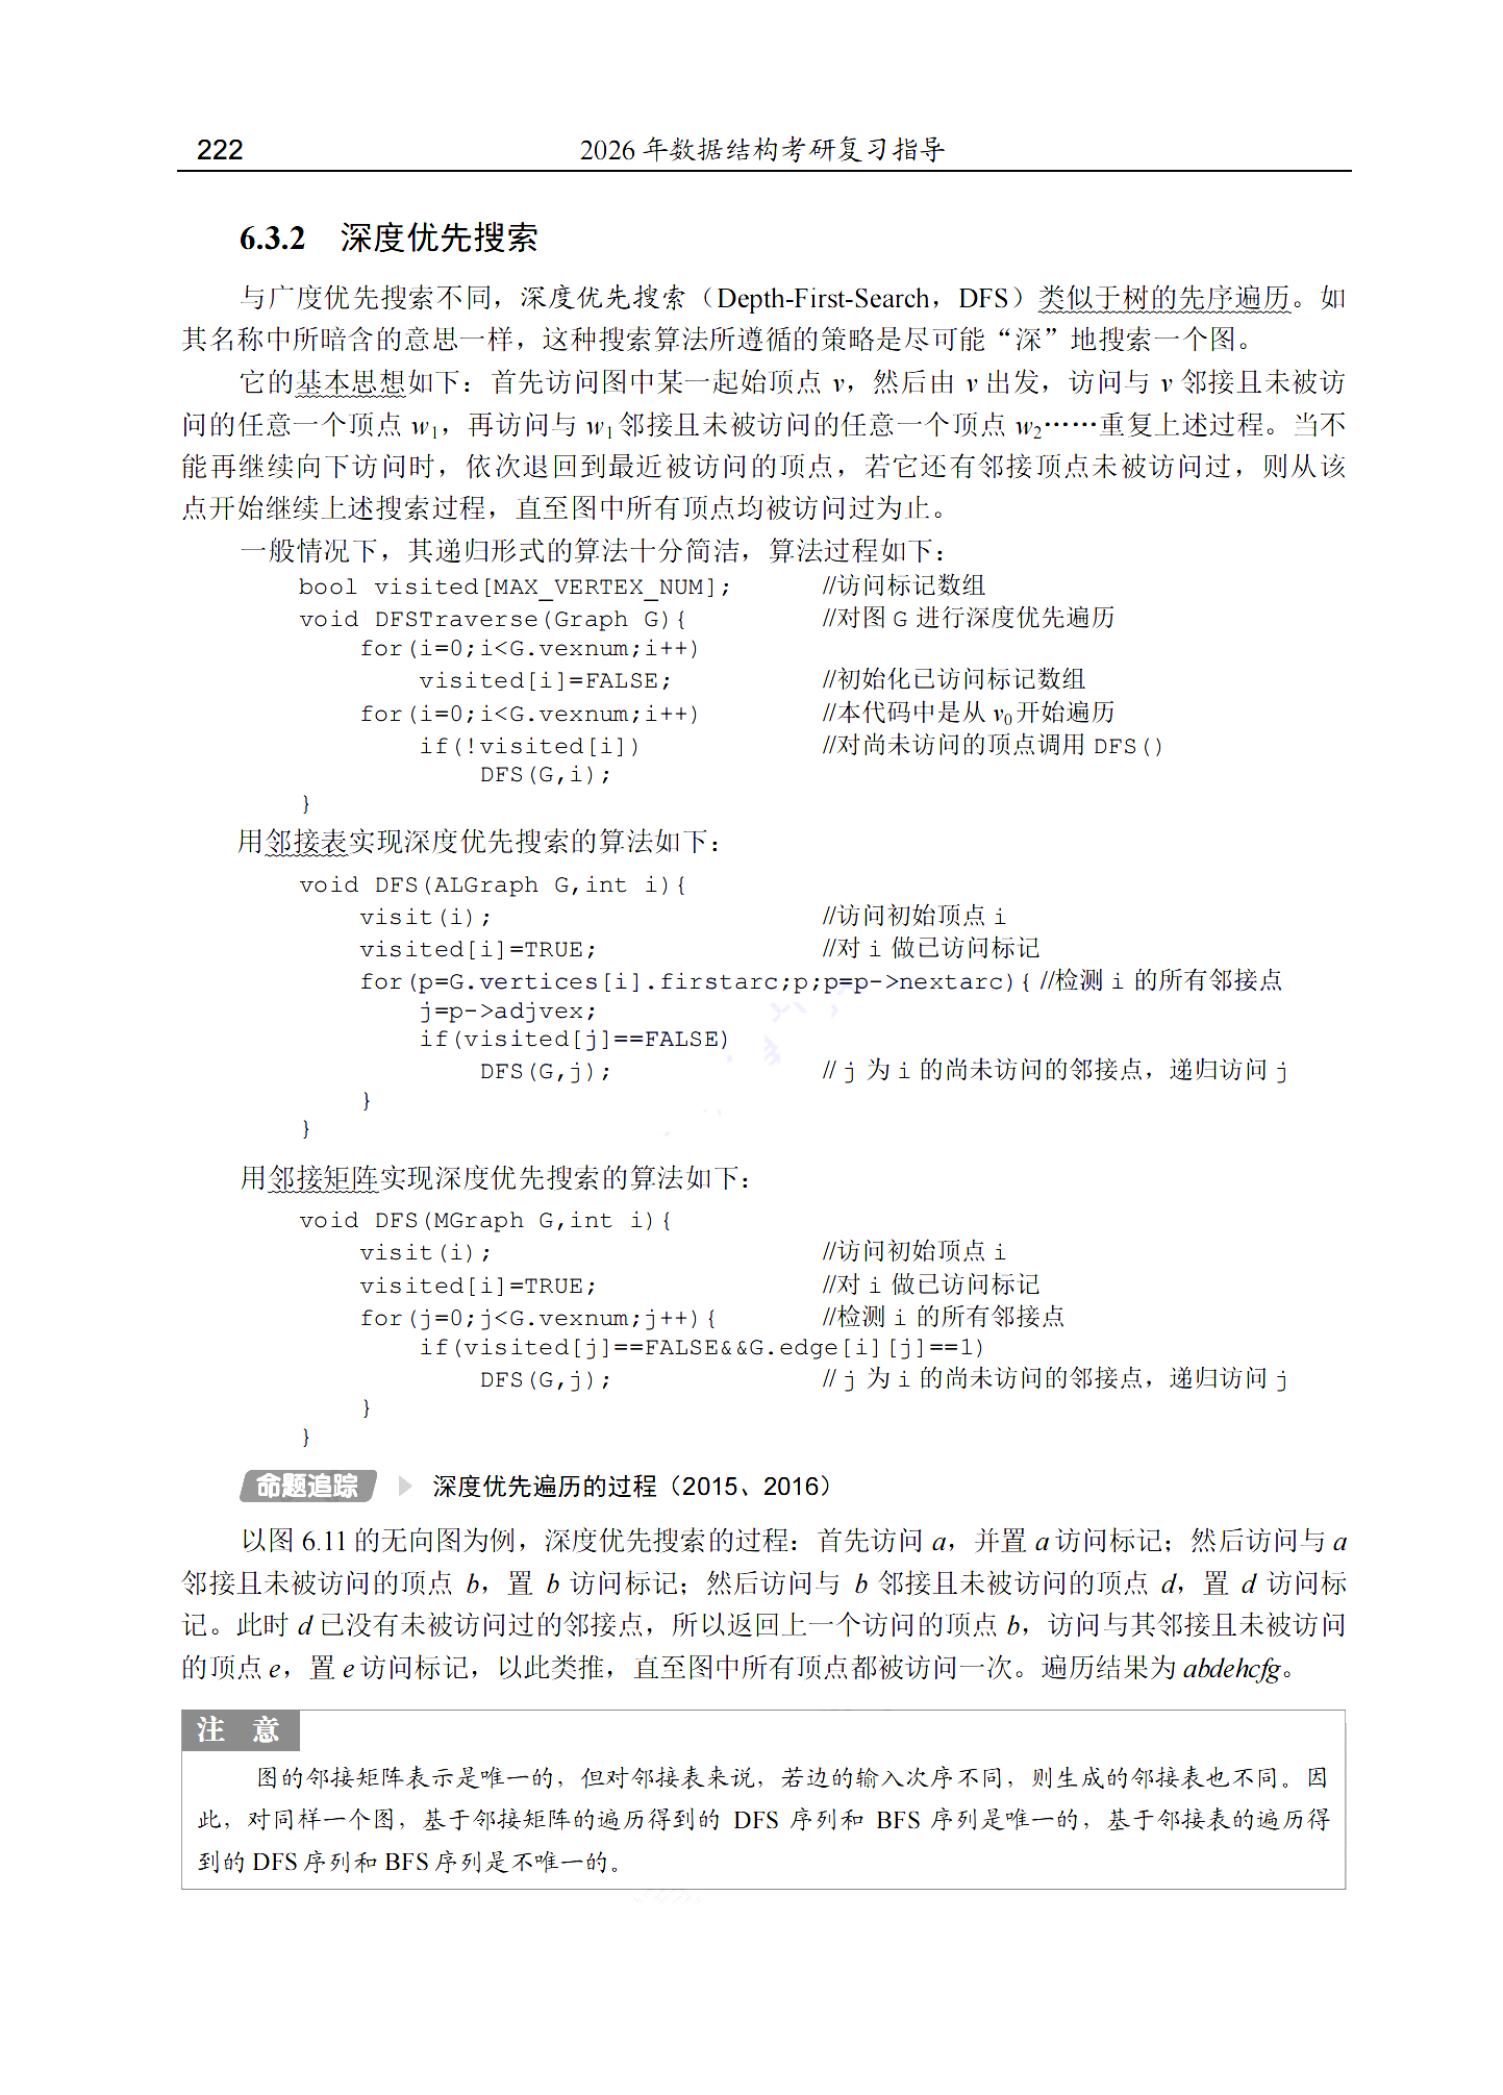 222
2026 年数据结构考研复习指导
6.3.2 深度优先搜索
与广度优先搜索不同，深度优先搜索（Depth-First-Search，DFS）类似于树的先序遍历。如
其名称中所暗含的意思一样，这种搜索算法所遵循的策略是尽可能“深”地搜索一个图。
它的基本思想如下：首先访问图中某一起始顶点 v，然后由 v 出发，访问与 v 邻接且未被访
问的任意一个顶点 w1，再访问与 w1 邻接且未被访问的任意一个顶点 w2……重复上述过程。当不
能再继续向下访问时，依次退回到最近被访问的顶点，若它还有邻接顶点未被访问过，则从该
点开始继续上述搜索过程，直至图中所有顶点均被访问过为止。
一般情况下，其递归形式的算法十分简洁，算法过程如下：
bool visited[MAX_VERTEX_NUM]; //访问标记数组
void DFSTraverse(Graph G){ //对图 G 进行深度优先遍历
for(i=0;i<G.vexnum;i++)
visited[i]=FALSE; //初始化已访问标记数组
for(i=0;i<G.vexnum;i++) //本代码中是从 v0 开始遍历
if(!visited[i]) //对尚未访问的顶点调用 DFS()
DFS(G,i);
}
用邻接表实现深度优先搜索的算法如下：
void DFS(ALGraph G,int i){
visit(i); //访问初始顶点 i
visited[i]=TRUE; //对 i 做已访问标记
for(p=G.vertices[i].firstarc;p;p=p->nextarc){ //检测 i 的所有邻接点
j=p->adjvex;
if(visited[j]==FALSE)
DFS(G,j); //j 为 i 的尚未访问的邻接点，递归访问 j
}
}
用邻接矩阵实现深度优先搜索的算法如下：
void DFS(MGraph G,int i){
visit(i); //访问初始顶点 i
visited[i]=TRUE; //对 i 做已访问标记
for(j=0;j<G.vexnum;j++){ //检测 i 的所有邻接点
if(visited[j]==FALSE&&G.edge[i][j]==1)
DFS(G,j); //j 为 i 的尚未访问的邻接点，递归访问 j
}
}
命题追踪 深度优先遍历的过程（2015、2016）
以图 6.11 的无向图为例，深度优先搜索的过程：首先访问 a，并置 a 访问标记；然后访问与 a
邻接且未被访问的顶点 b，置 b 访问标记；然后访问与 b 邻接且未被访问的顶点 d，置 d 访问标
记。此时 d 已没有未被访问过的邻接点，所以返回上一个访问的顶点 b，访问与其邻接且未被访问
的顶点 e，置 e 访问标记，以此类推，直至图中所有顶点都被访问一次。遍历结果为 abdehcfg。
注 意
图的邻接矩阵表示是唯一的，但对邻接表来说，若边的输入次序不同，则生成的邻接表也不同。因
此，对同样一个图，基于邻接矩阵的遍历得到的 DFS 序列和 BFS 序列是唯一的，基于邻接表的遍历得
到的 DFS 序列和 BFS 序列是不唯一的。